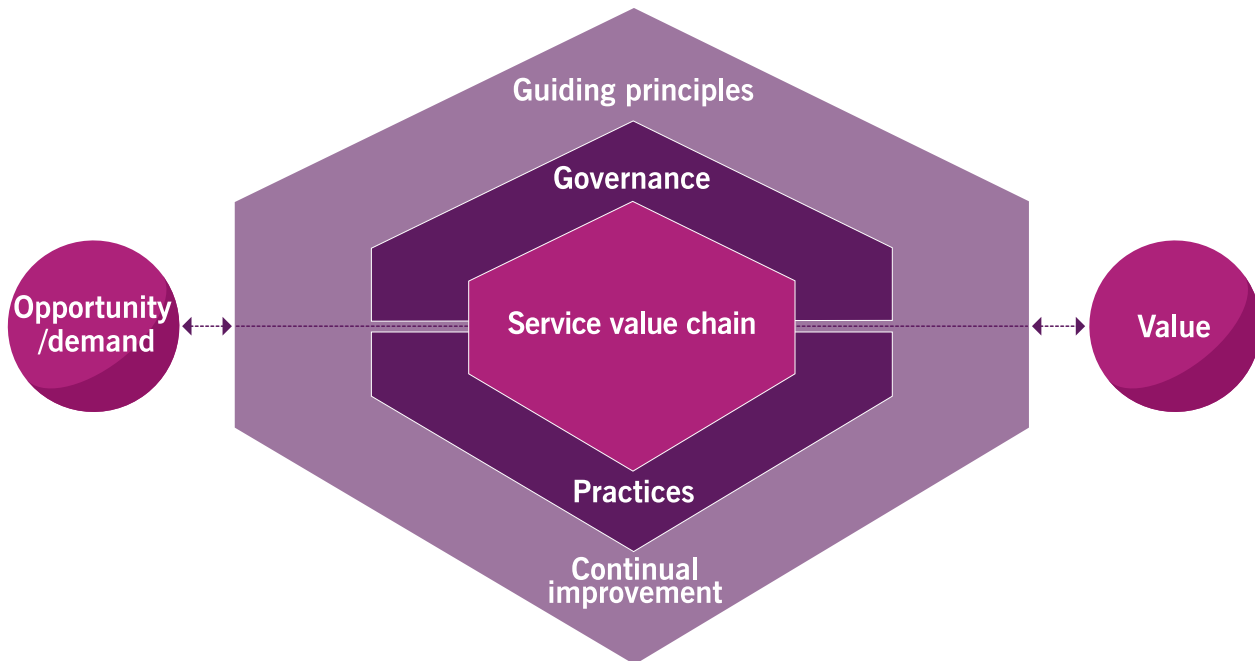 Guiding principles
Governance
Opportunity
/demand
Service value chain
Value
Practices
Continual
improvement